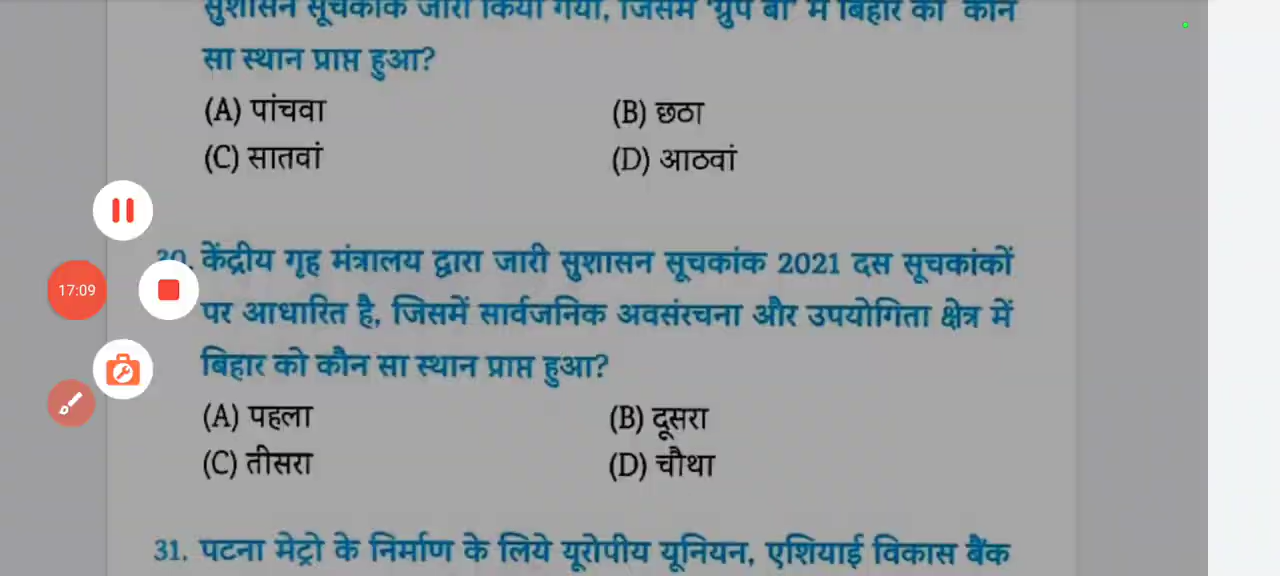 सुशासन सूचकांक जारी किया गया, जिसमें 'ग्रुप बी' में बिहार को कौन
सा स्थान प्राप्त हुआ?
(A) पांचवा (B) छठा
(C) सातवां (D) आठवां
30. केंद्रीय गृह मंत्रालय द्वारा जारी सुशासन सूचकांक 2021 दस सूचकांकों
17:09
पर आधारित है, जिसमें सार्वजनिक अवसंरचना और उपयोगिता क्षेत्र में
बिहार को कौन सा स्थान प्राप्त हुआ?
(A) पहला (B) दूसरा
(C) तीसरा (D) चौथा
31. पटना मेट्रो के निर्माण के लिये यूरोपीय यूनियन, एशियाई विकास बैंक